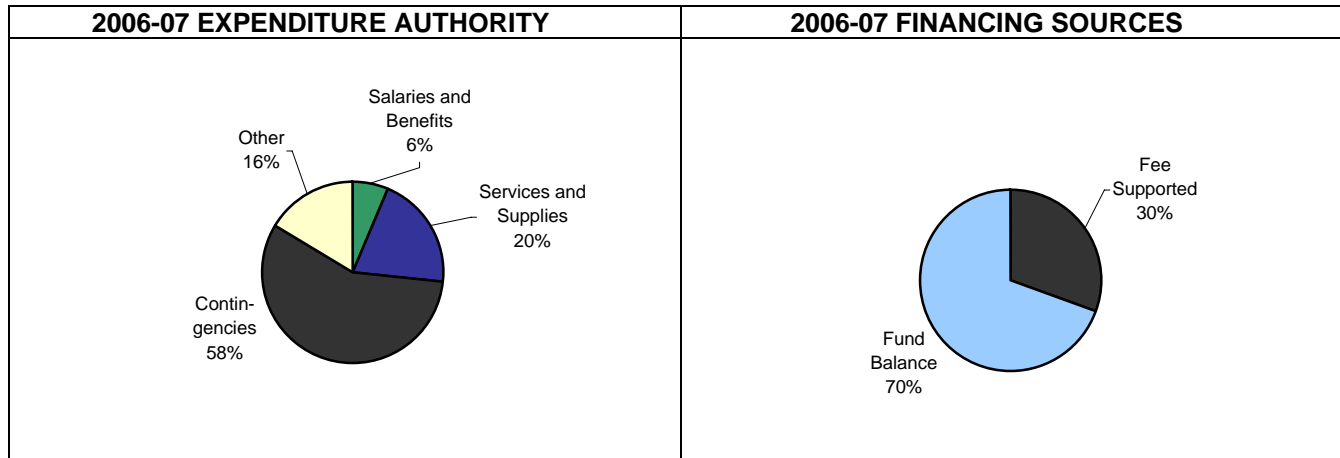 2006-07 EXPENDITURE AUTHORITY
Salaries and
Benefits
6%
Other
16%
Services and
Supplies
20%
Contin-
gencies
58%
2006-07 FINANCING SOURCES
Fee
Supported
30%
Fund
Balance
70%